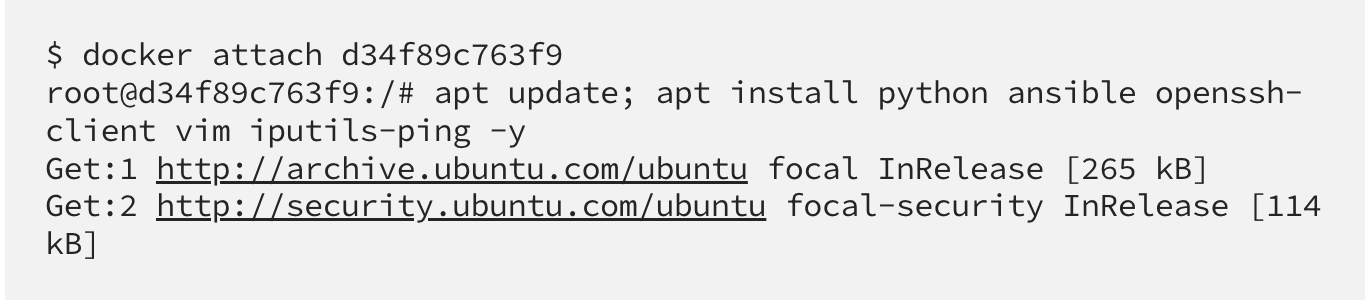 $ docker attach d34f89c763f9
root@d34f89c763f9:/# apt update; apt install python ansible openssh-
client vim iputils-ping -y
Get:1 http://archive.ubuntu.com/ubuntu focal InRelease [265 kB]
Get:2 http://security.ubuntu.com/ubuntu focal-security InRelease [114
kB]